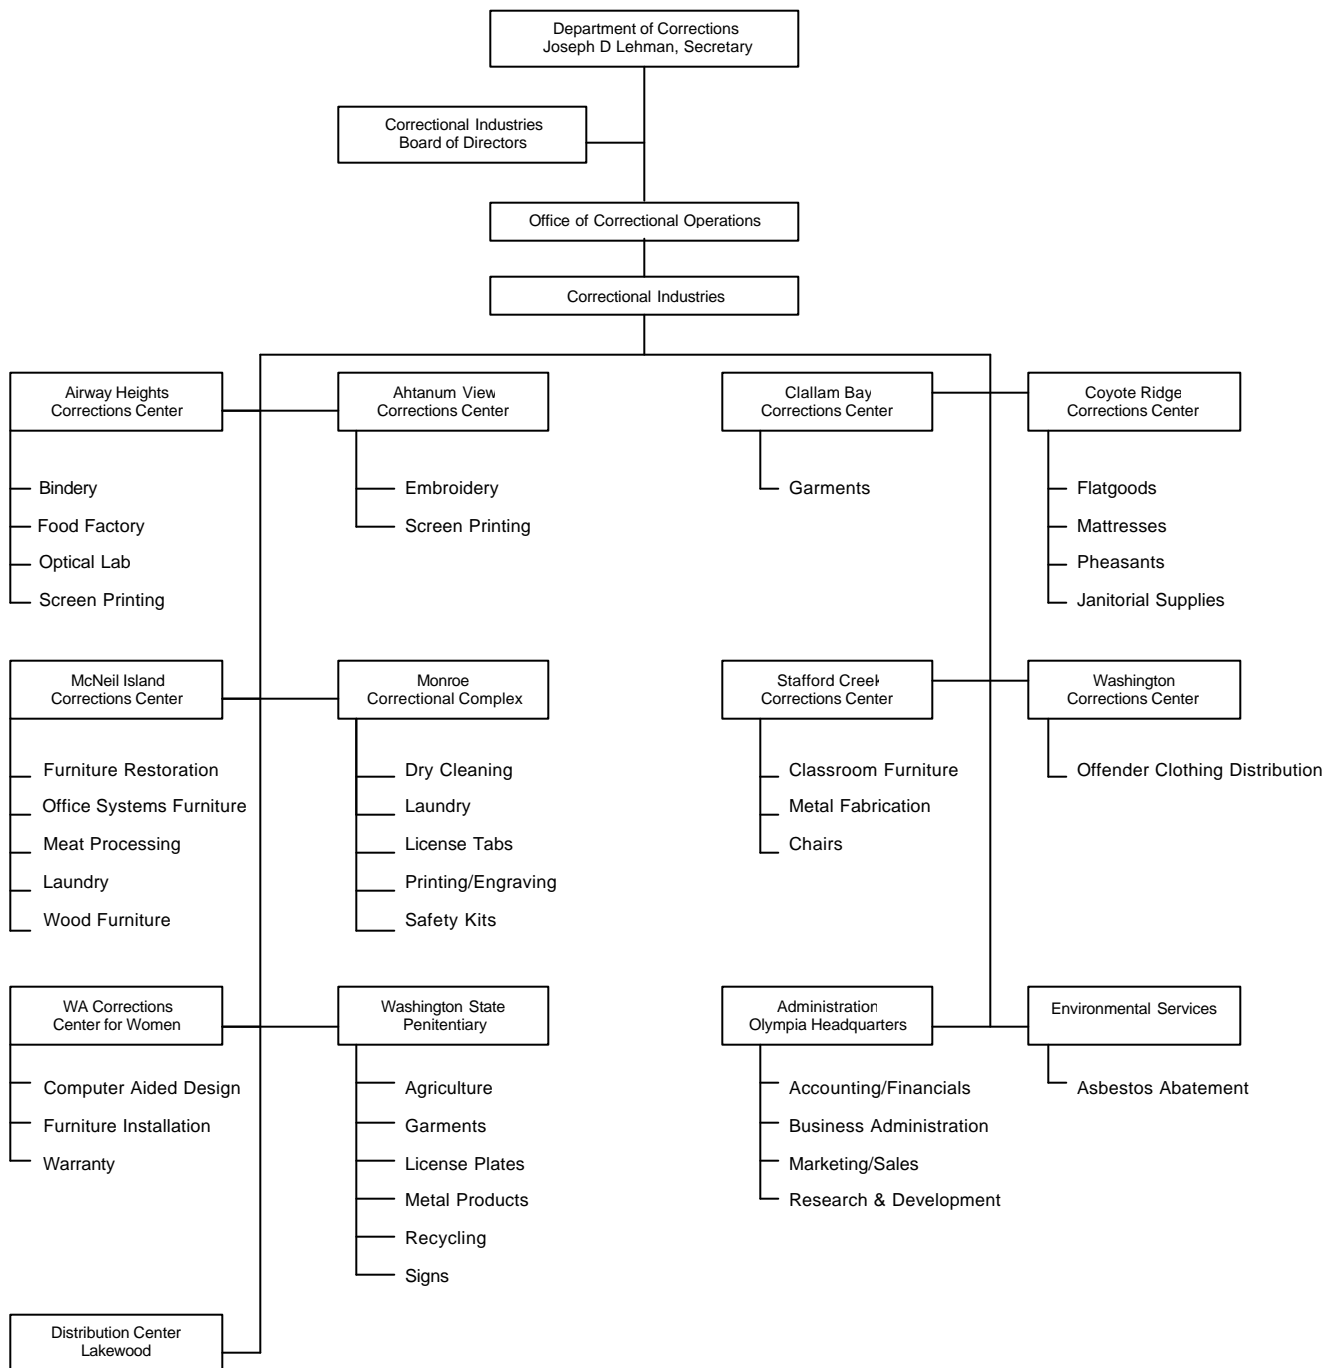 Department of Corrections
Joseph D Lehman, Secretary
Correctional Industries
Board of Directors
Office of Correctional Operations
Correctional Industries
Airway Heights
Corrections Center
Bindery
Food Factory
Optical Lab
Screen Printing
Ahtanum View
Corrections Center
Embroidery
Screen Printing
Clallam Bay
Corrections Center
Garments
Coyote Ridge
Corrections Center
Flatgoods
Mattresses
Pheasants
Janitorial Supplies
McNeil Island
Corrections Center
Furniture Restoration
Office Systems Furniture
Meat Processing
Laundry
Wood Furniture
Monroe
Correctional Complex
Dry Cleaning
Laundry
License Tabs
Printing/Engraving
Safety Kits
Stafford Creek
Corrections Center
Classroom Furniture
Metal Fabrication
Chairs
Washington
Corrections Center
Offender Clothing Distribution
WA Corrections
Center for Women
Computer Aided Design
Furniture Installation
Warranty
Washington State
Penitentiary
Agriculture
Garments
License Plates
Metal Products
Recycling
Signs
Administration
Olympia Headquarters
Accounting/Financials
Business Administration
Marketing/Sales
Research & Development
Environmental Services
Asbestos Abatement
Distribution Center
Lakewood